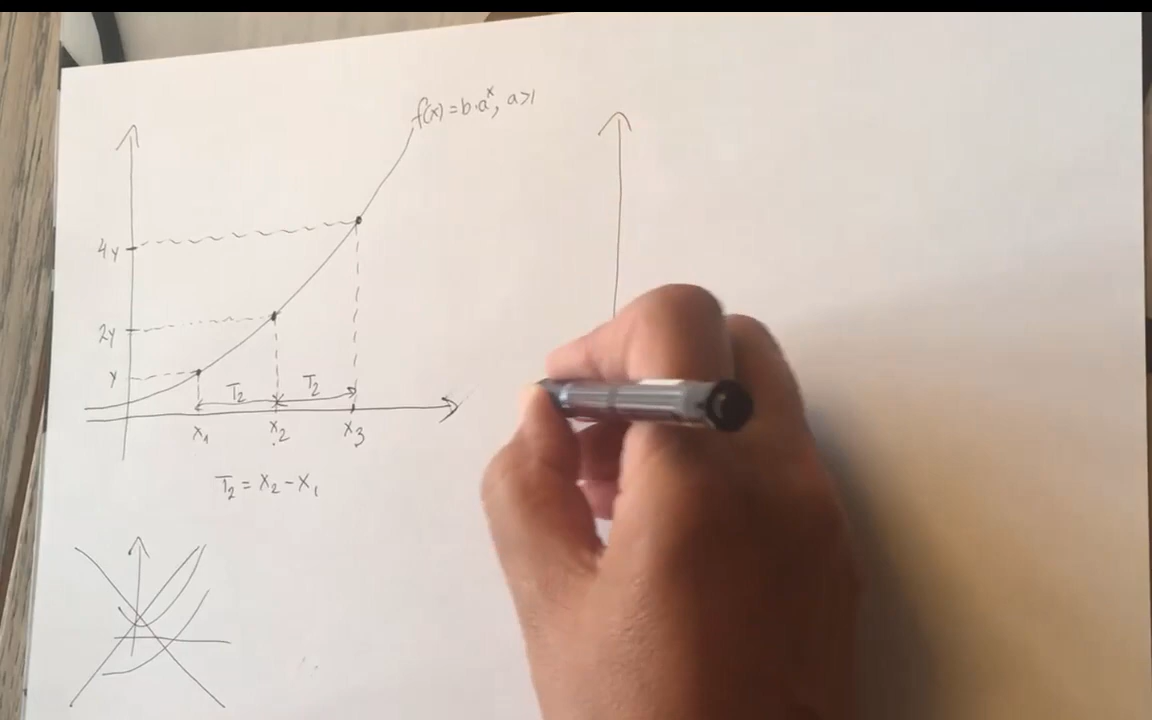 f(x) = b·a^x, a>1
4y
2y
y
T₂ T₂
x₁ x₂ x₃
T₂ = x₂ - x₁